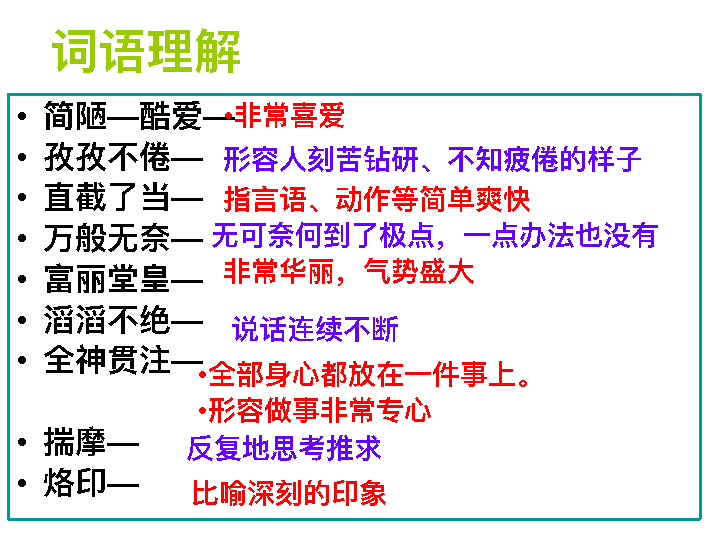 词语理解
• 简陋—酷爱—•非常喜爱
• 孜孜不倦— 形容人刻苦钻研、不知疲倦的样子
• 直截了当— 指言语、动作等简单爽快
• 万般无奈— 无可奈何到了极点，一点办法也没有
• 富丽堂皇— 非常华丽，气势盛大
• 滔滔不绝— 说话连续不断
• 全神贯注—
•全部身心都放在一件事上。
•形容做事非常专心
• 揣摩— 反复地思考推求
• 烙印— 比喻深刻的印象